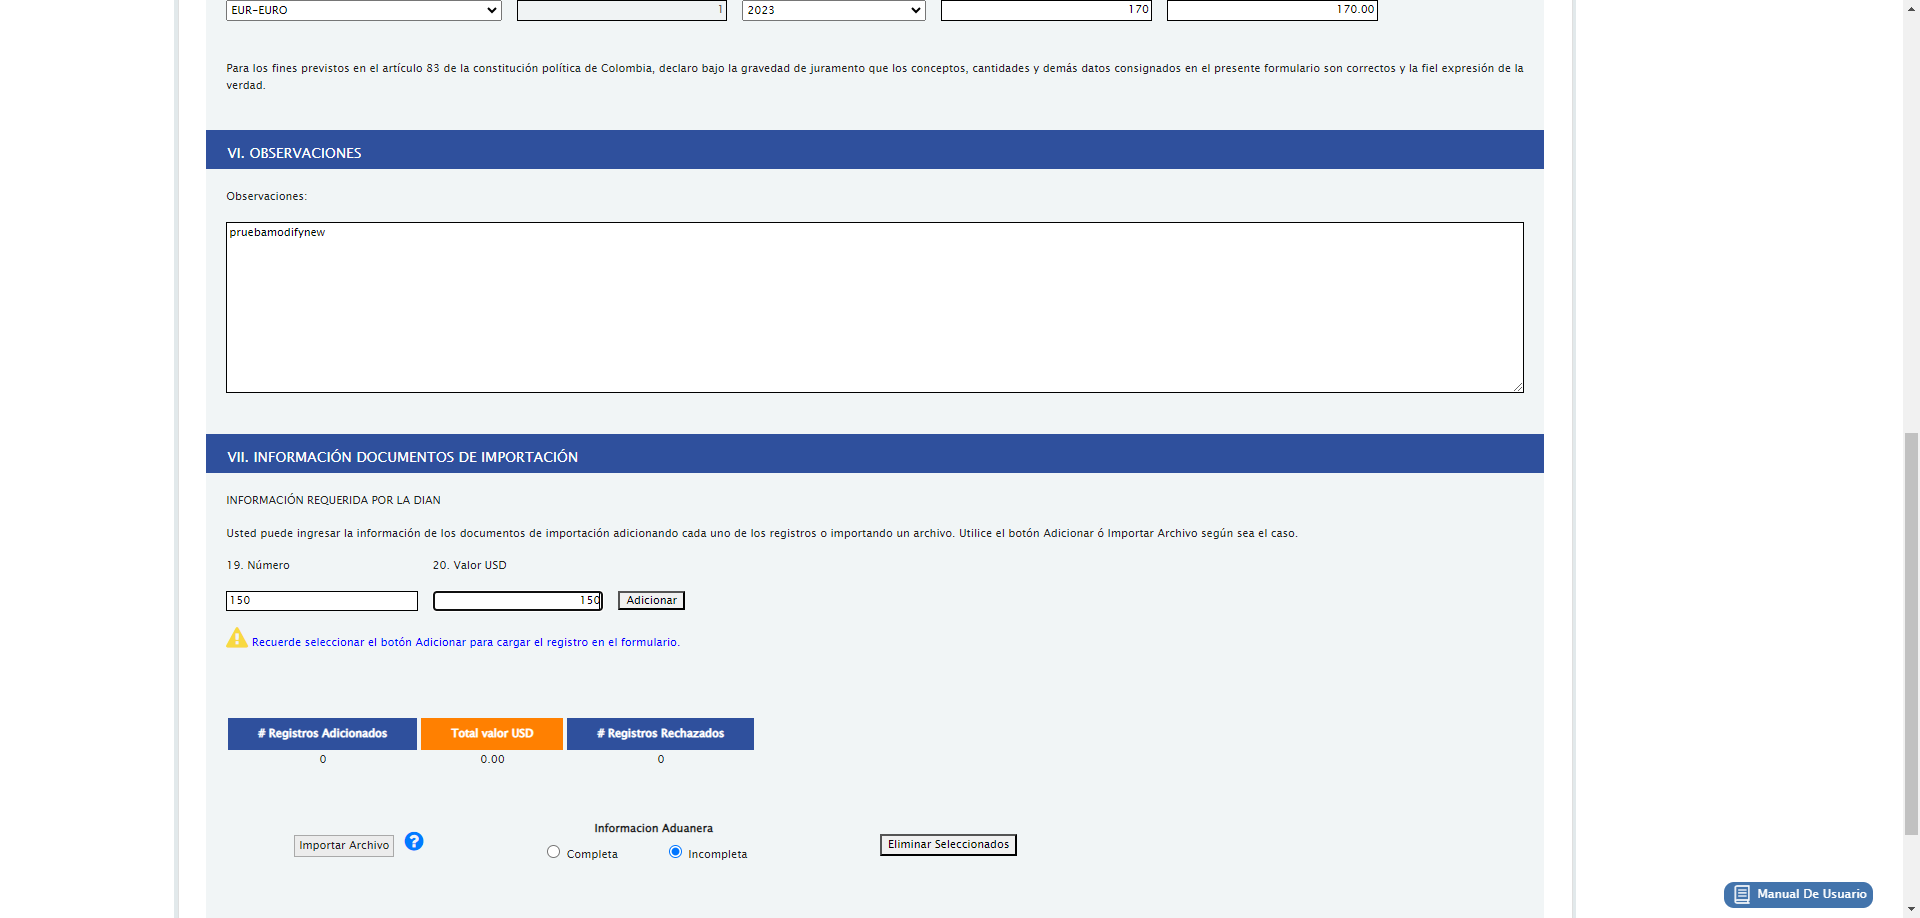 EUR-EURO 1 2023 170 170.00
Para los fines previstos en el artículo 83 de la constitución política de Colombia, declaro bajo la gravedad de juramento que los conceptos, cantidades y demás datos consignados en el presente formulario son correctos y la fiel expresión de la
verdad.
VI. OBSERVACIONES
Observaciones:
pruebamodifynew
VII. INFORMACIÓN DOCUMENTOS DE IMPORTACIÓN
INFORMACIÓN REQUERIDA POR LA DIAN
Usted puede ingresar la información de los documentos de importación adicionando cada uno de los registros o importando un archivo. Utilice el botón Adicionar ó Importar Archivo según sea el caso.
19. Número 20. Valor USD
150 150 Adicionar
Recuerde seleccionar el botón Adicionar para cargar el registro en el formulario.
# Registros Adicionados Total valor USD # Registros Rechazados
0 0.00 0
Informacion Aduanera
Importar Archivo ? Completa Incompleta Eliminar Seleccionados
Manual De Usuario